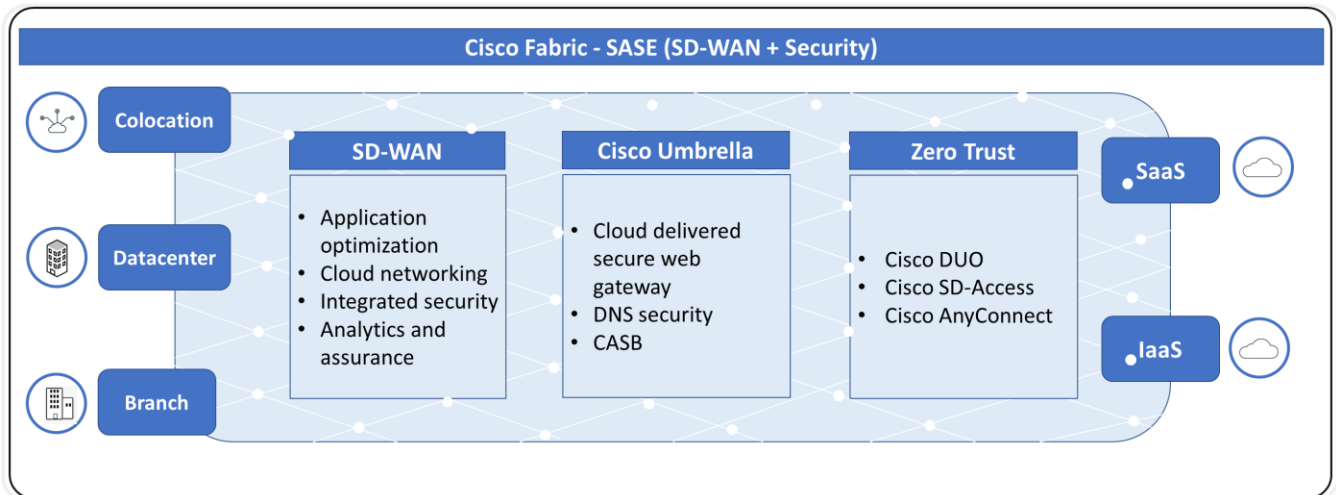 Cisco Fabric - SASE (SD-WAN + Security)
Colocation
Datacenter
Branch
SD-WAN
• Application
optimization
• Cloud networking
• Integrated security
• Analytics and
assurance
Cisco Umbrella
• Cloud delivered
secure web
gateway
• DNS security
• CASB
Zero Trust
• Cisco DUO
• Cisco SD-Access
• Cisco AnyConnect
SaaS
IaaS